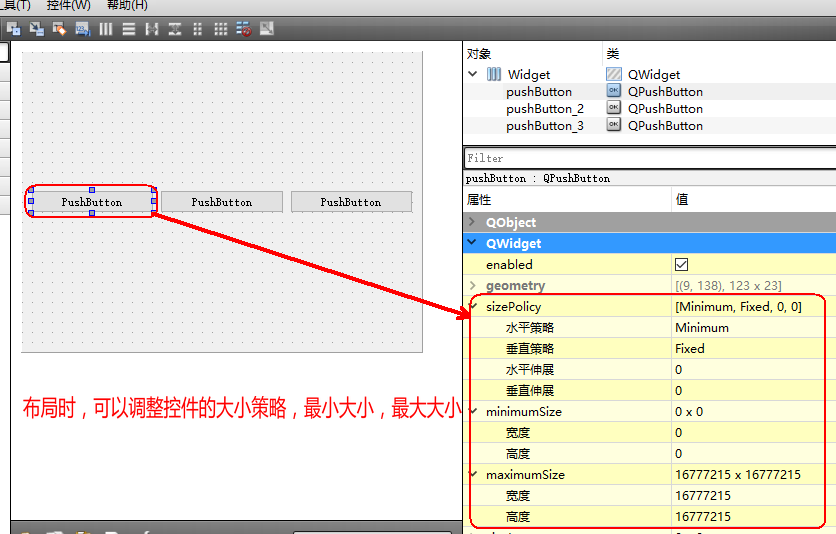 具(T) 控件(W) 帮助(H)
对象 类
Widget QWidget
pushButton QPushButton
pushButton_2 QPushButton
pushButton_3 QPushButton
Filter
pushButton : QPushButton
属性 值
QObject
QWidget
enabled
geometry [(9, 138), 123 x 23]
sizePolicy [Minimum, Fixed, 0, 0]
水平策略 Minimum
垂直策略 Fixed
水平伸展 0
垂直伸展 0
minimumSize 0 x 0
宽度 0
高度 0
maximumSize 16777215 x 16777215
宽度 16777215
高度 16777215
PushButton PushButton PushButton
布局时，可以调整控件的大小策略，最小大小，最大大小